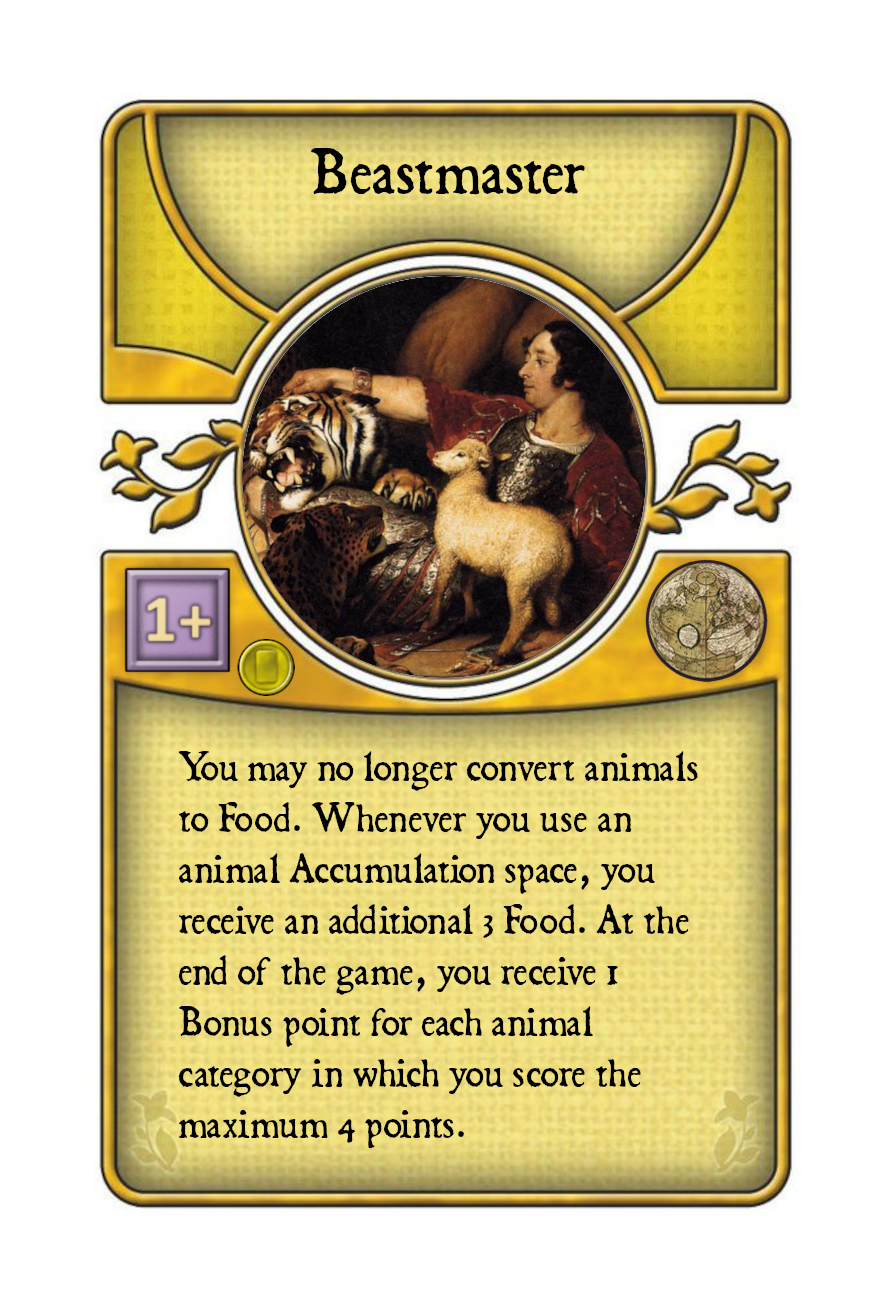 Beastmaster
1+
You may no longer convert animals
to Food. Whenever you use an
animal Accumulation space, you
receive an additional 3 Food. At the
end of the game, you receive 1
Bonus point for each animal
category in which you score the
maximum 4 points.